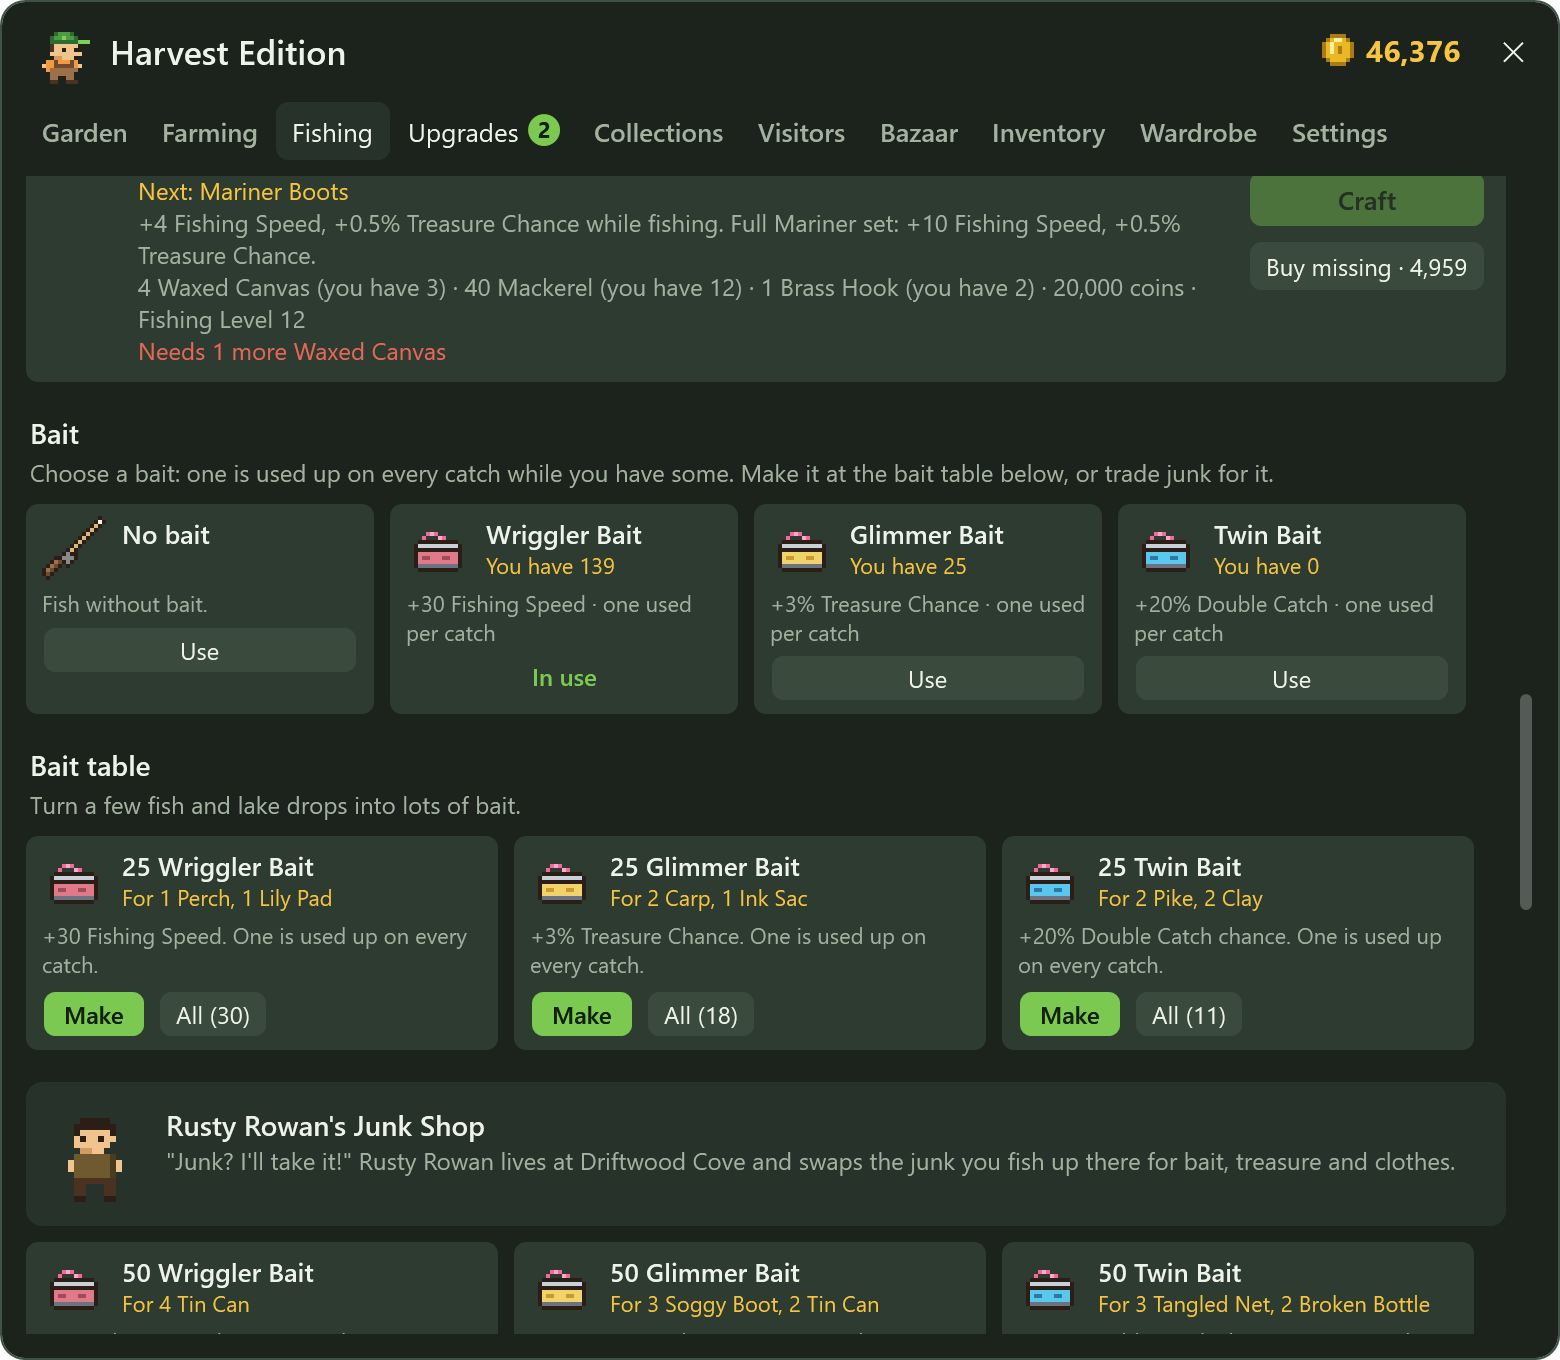 Harvest Edition
46,376
Garden
Farming
Fishing
Upgrades 2
Collections
Visitors
Bazaar
Inventory
Wardrobe
Settings
Next: Mariner Boots
+4 Fishing Speed, +0.5% Treasure Chance while fishing. Full Mariner set: +10 Fishing Speed, +0.5%
Treasure Chance.
4 Waxed Canvas (you have 3) · 40 Mackerel (you have 12) · 1 Brass Hook (you have 2) · 20,000 coins ·
Fishing Level 12
Needs 1 more Waxed Canvas
Craft
Buy missing · 4,959
Bait
Choose a bait: one is used up on every catch while you have some. Make it at the bait table below, or trade junk for it.
No bait
Fish without bait.
Use
Wriggler Bait
You have 139
+30 Fishing Speed · one used
per catch
In use
Glimmer Bait
You have 25
+3% Treasure Chance · one used
per catch
Use
Twin Bait
You have 0
+20% Double Catch · one used
per catch
Use
Bait table
Turn a few fish and lake drops into lots of bait.
25 Wriggler Bait
For 1 Perch, 1 Lily Pad
+30 Fishing Speed. One is used up on every
catch.
Make
All (30)
25 Glimmer Bait
For 2 Carp, 1 Ink Sac
+3% Treasure Chance. One is used up on
every catch.
Make
All (18)
25 Twin Bait
For 2 Pike, 2 Clay
+20% Double Catch chance. One is used up
on every catch.
Make
All (11)
Rusty Rowan's Junk Shop
"Junk? I'll take it!" Rusty Rowan lives at Driftwood Cove and swaps the junk you fish up there for bait, treasure and clothes.
50 Wriggler Bait
For 4 Tin Can
50 Glimmer Bait
For 3 Soggy Boot, 2 Tin Can
50 Twin Bait
For 3 Tangled Net, 2 Broken Bottle